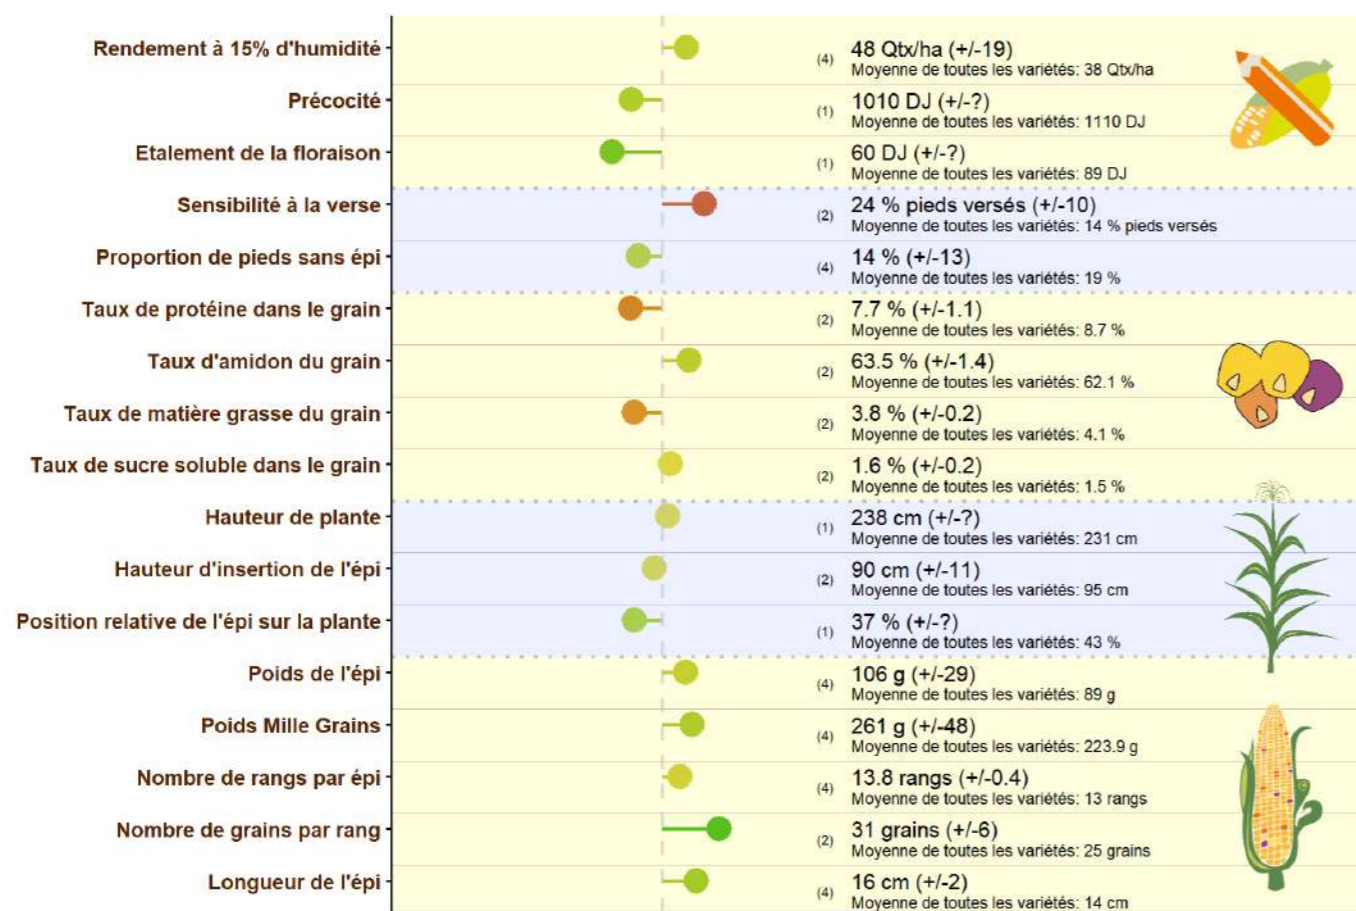 Rendement à 15% d'humidité
(4)
48 Qtx/ha (+/-19)
Moyenne de toutes les variétés: 38 Qtx/ha
Précocité
(1)
1010 DJ (+/-?)
Moyenne de toutes les variétés: 1110 DJ
Etalement de la floraison
(1)
60 DJ (+/-?)
Moyenne de toutes les variétés: 89 DJ
Sensibilité à la verse
(2)
24 % pieds versés (+/-10)
Moyenne de toutes les variétés: 14 % pieds versés
Proportion de pieds sans épi
(4)
14 % (+/-13)
Moyenne de toutes les variétés: 19 %
Taux de protéine dans le grain
(2)
7.7 % (+/-1.1)
Moyenne de toutes les variétés: 8.7 %
Taux d'amidon du grain
(2)
63.5 % (+/-1.4)
Moyenne de toutes les variétés: 62.1 %
Taux de matière grasse du grain
(2)
3.8 % (+/-0.2)
Moyenne de toutes les variétés: 4.1 %
Taux de sucre soluble dans le grain
(2)
1.6 % (+/-0.2)
Moyenne de toutes les variétés: 1.5 %
Hauteur de plante
(1)
238 cm (+/-?)
Moyenne de toutes les variétés: 231 cm
Hauteur d'insertion de l'épi
(2)
90 cm (+/-11)
Moyenne de toutes les variétés: 95 cm
Position relative de l'épi sur la plante
(1)
37 % (+/-?)
Moyenne de toutes les variétés: 43 %
Poids de l'épi
(4)
106 g (+/-29)
Moyenne de toutes les variétés: 89 g
Poids Mille Grains
(4)
261 g (+/-48)
Moyenne de toutes les variétés: 223.9 g
Nombre de rangs par épi
(4)
13.8 rangs (+/-0.4)
Moyenne de toutes les variétés: 13 rangs
Nombre de grains par rang
(2)
31 grains (+/-6)
Moyenne de toutes les variétés: 25 grains
Longueur de l'épi
(4)
16 cm (+/-2)
Moyenne de toutes les variétés: 14 cm